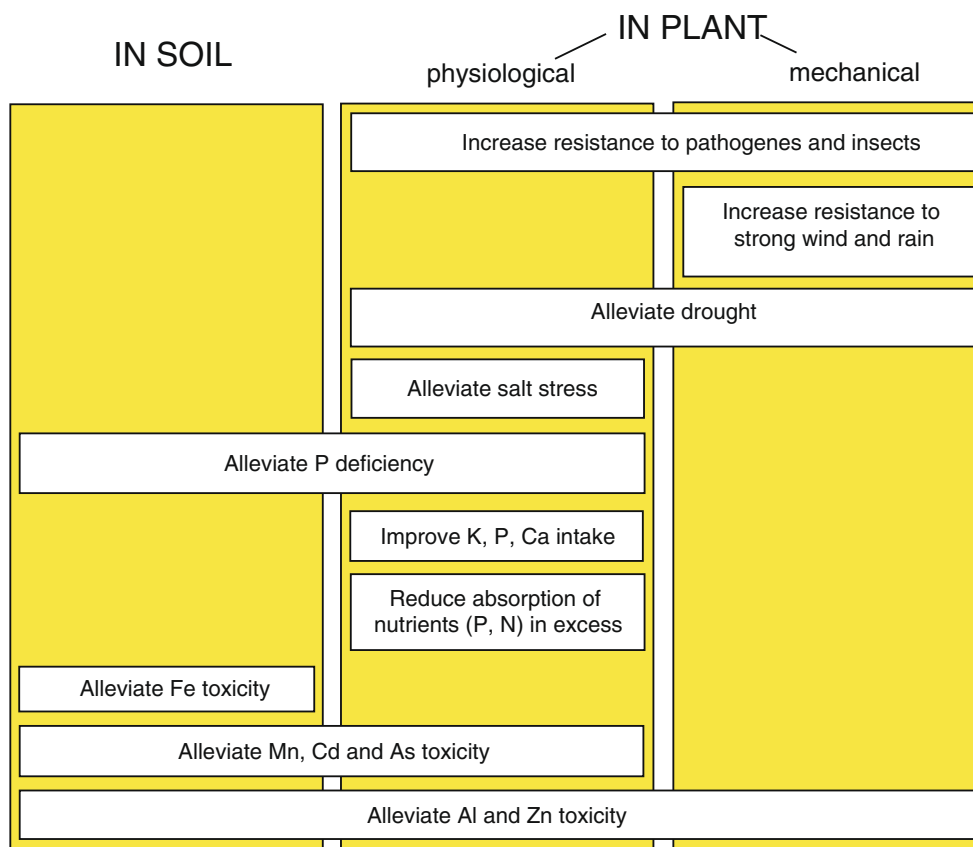 IN SOIL
IN PLANT
physiological
mechanical
Increase resistance to pathogenes and insects
Increase resistance to
strong wind and rain
Alleviate drought
Alleviate salt stress
Alleviate P deficiency
Improve K, P, Ca intake
Reduce absorption of
nutrients (P, N) in excess
Alleviate Fe toxicity
Alleviate Mn, Cd and As toxicity
Alleviate Al and Zn toxicity